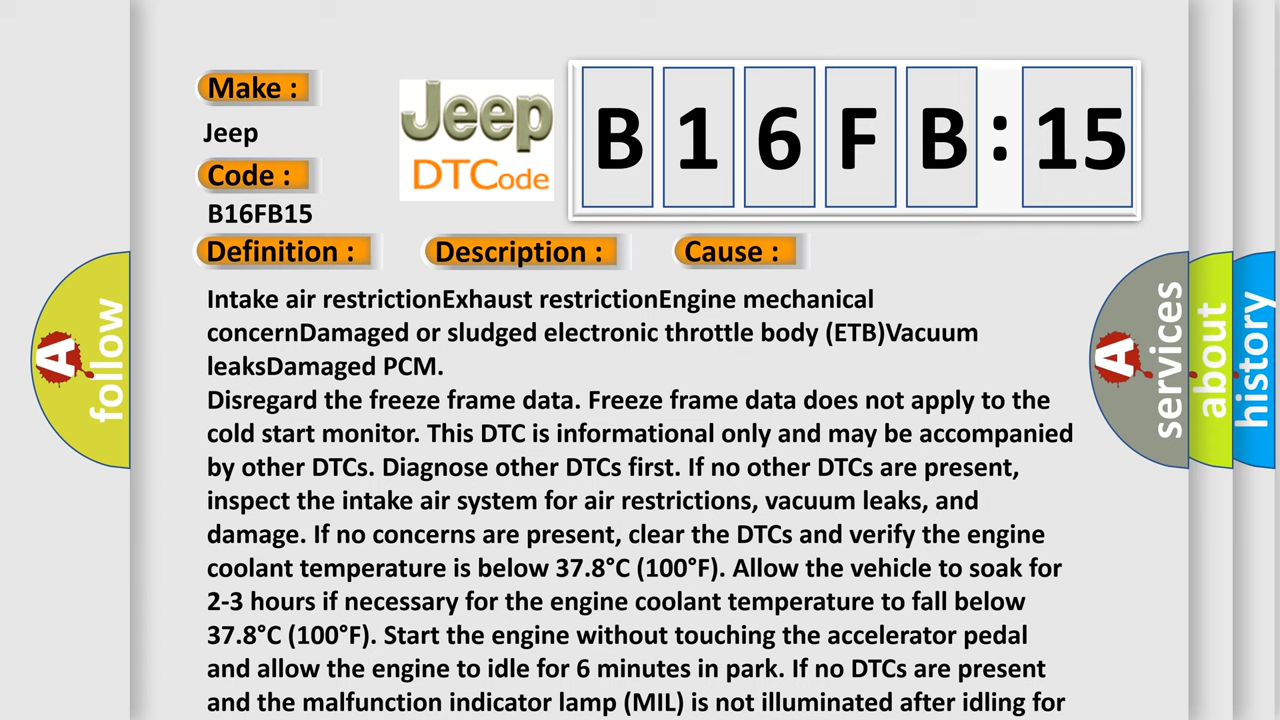 Make :
Jeep
Code :
B16FB15
Jeep
DTCode
B 1 6 F B : 15
Definition :
Description :
Cause :
Intake air restrictionExhaust restrictionEngine mechanical
concernDamaged or sludged electronic throttle body (ETB)Vacuum
leaksDamaged PCM.
Disregard the freeze frame data. Freeze frame data does not apply to the
cold start monitor. This DTC is informational only and may be accompanied
by other DTCs. Diagnose other DTCs first. If no other DTCs are present,
inspect the intake air system for air restrictions, vacuum leaks, and
damage. If no concerns are present, clear the DTCs and verify the engine
coolant temperature is below 37.8°C (100°F). Allow the vehicle to soak for
2-3 hours if necessary for the engine coolant temperature to fall below
37.8°C (100°F). Start the engine without touching the accelerator pedal
and allow the engine to idle for 6 minutes in park. If no DTCs are present
and the malfunction indicator lamp (MIL) is not illuminated after idling for
A
follow
A
services
about
history